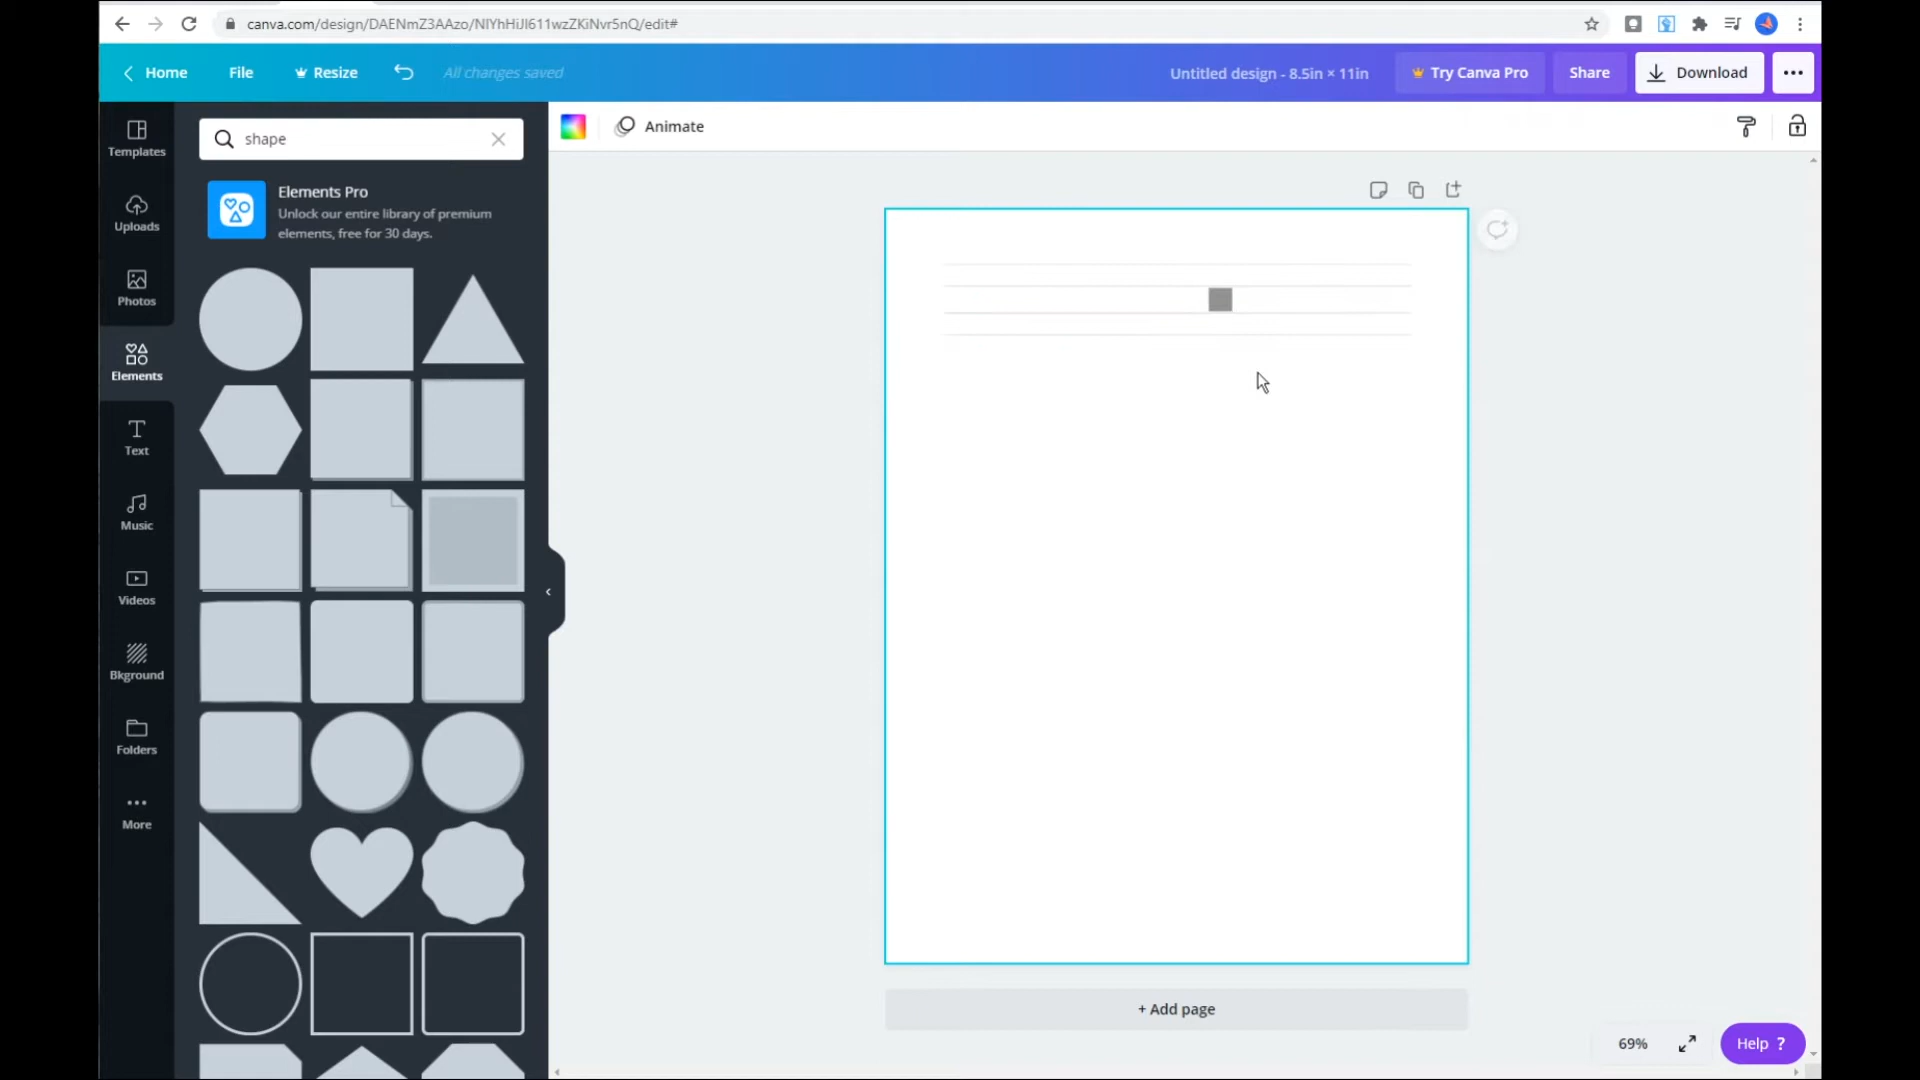 canva.com/design/DAENmZ3AAzo/NIYhHiJl611wzZKiNvr5nQ/edit#
Home
File
Resize
All changes saved
Untitled design - 8.5in × 11in
Try Canva Pro
Share
Download
Templates
Uploads
Photos
Elements
Text
Music
Videos
Bkground
Folders
More
shape
Elements Pro
Unlock our entire library of premium
elements, free for 30 days.
Animate
+ Add page
69%
Help ?